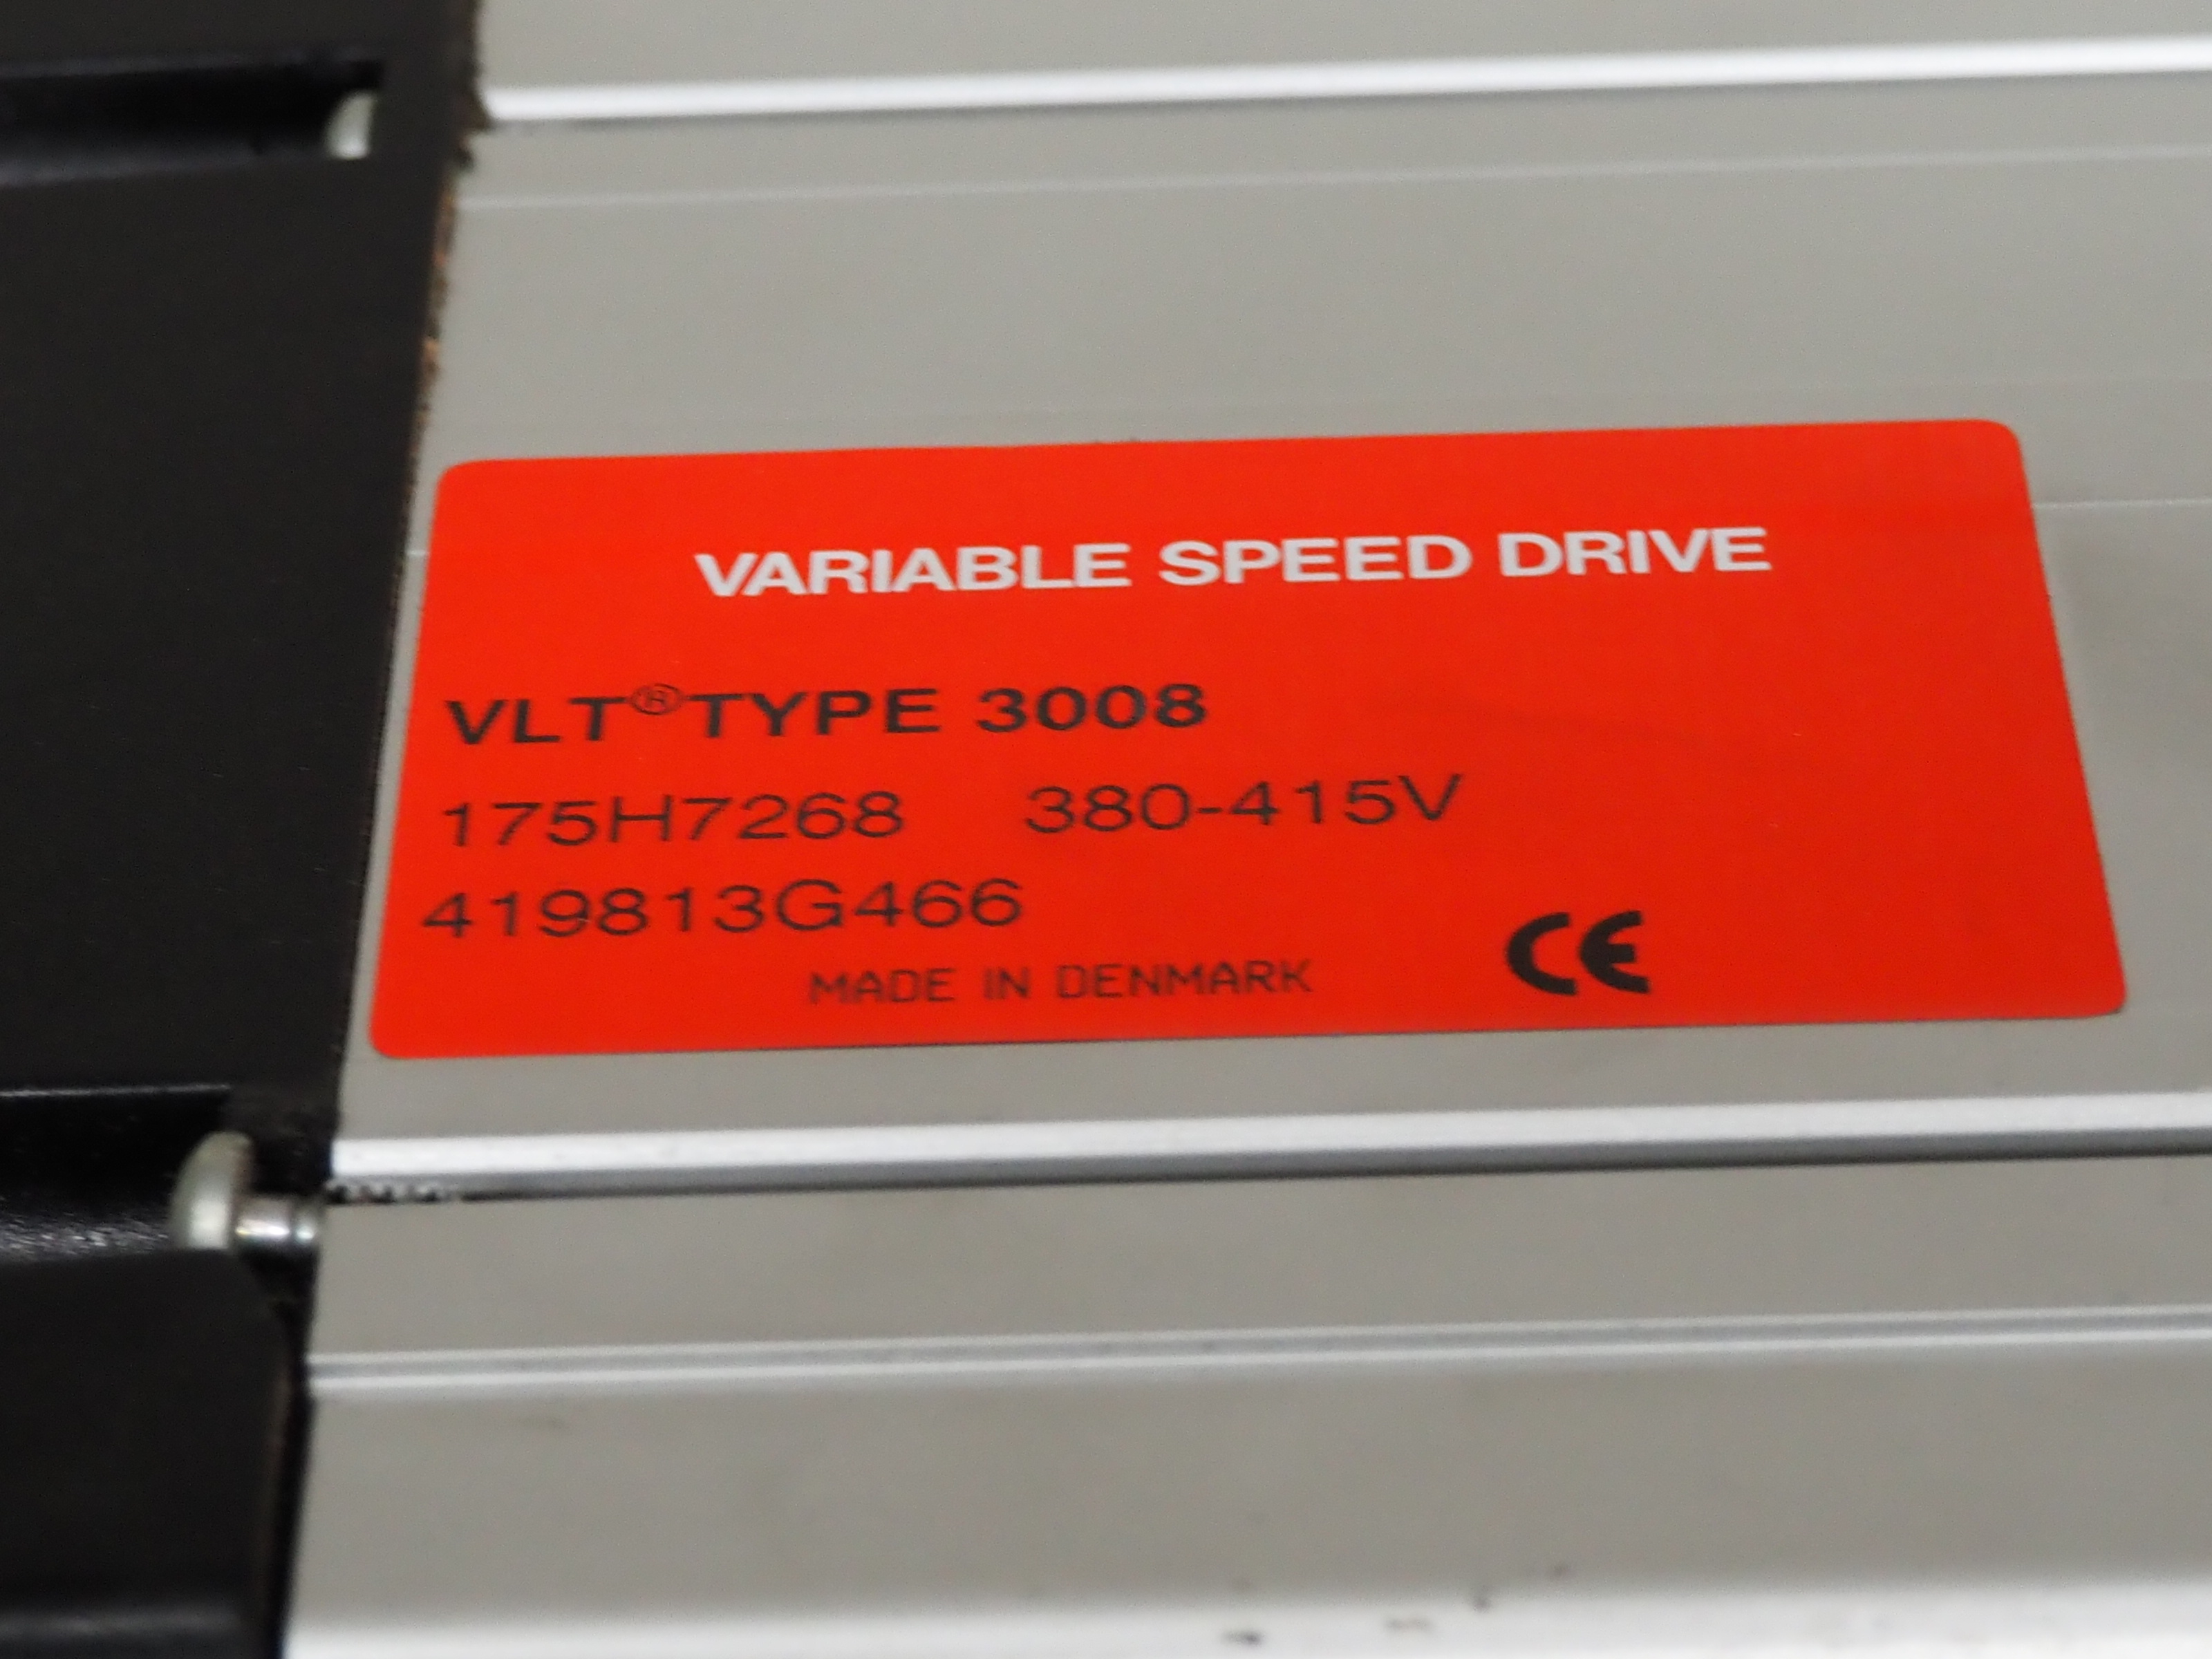 VARIABLE SPEED DRIVE
VLT® TYPE 3008
175H7268 380-415V
419813G466
MADE IN DENMARK CE